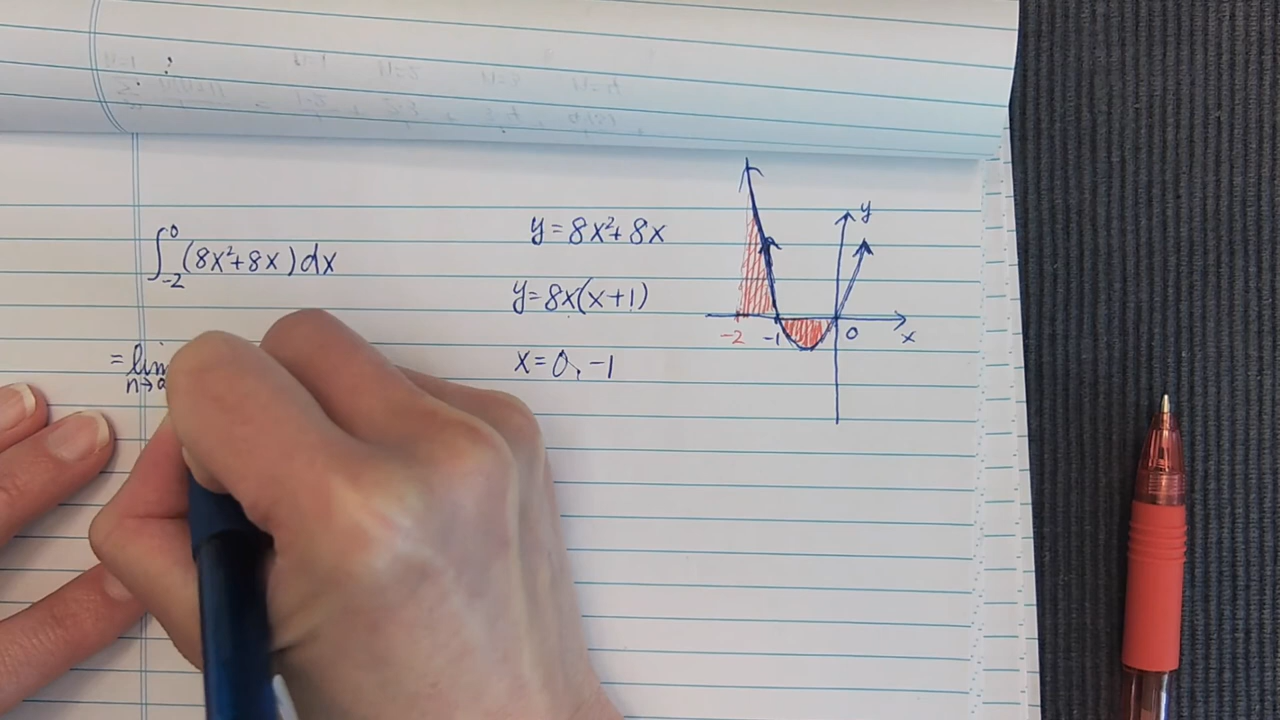 ∫₋₂⁰ (8x²+8x) dx
= lim
n→
y = 8x²+8x
y = 8x(x+1)
x = 0, -1
y
-2 -1 0 x